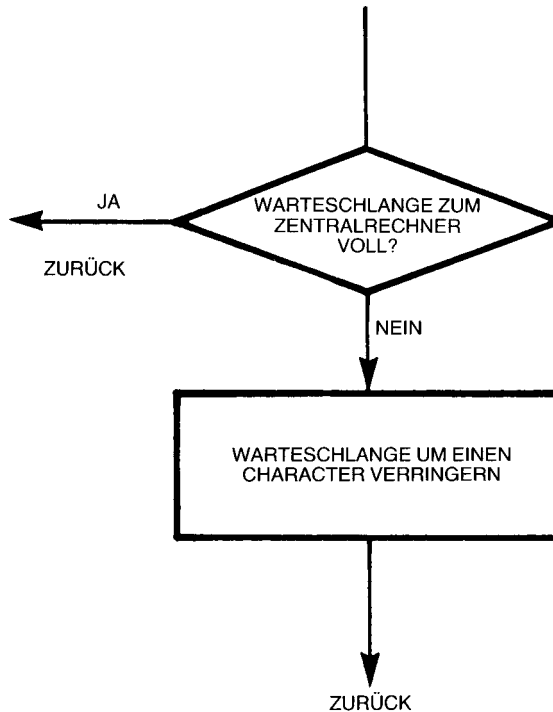 WARTESCHLANGE ZUM
ZENTRALRECHNER
VOLL?
JA
ZURÜCK
NEIN
WARTESCHLANGE UM EINEN
CHARACTER VERRINGERN
ZURÜCK